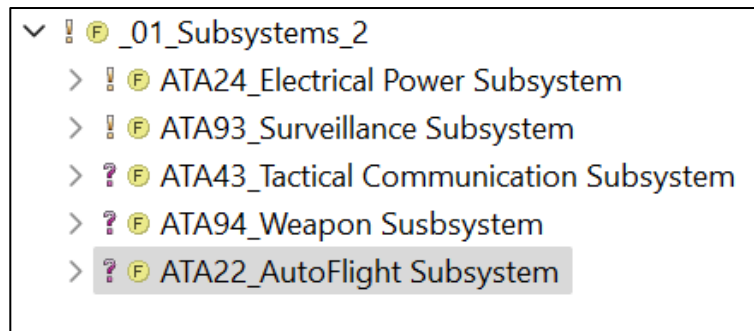 ! F _01_Subsystems_2
! F ATA24_Electrical Power Subsystem
! F ATA93_Surveillance Subsystem
? F ATA43_Tactical Communication Subsystem
? F ATA94_Weapon Susbsystem
? F ATA22_AutoFlight Subsystem